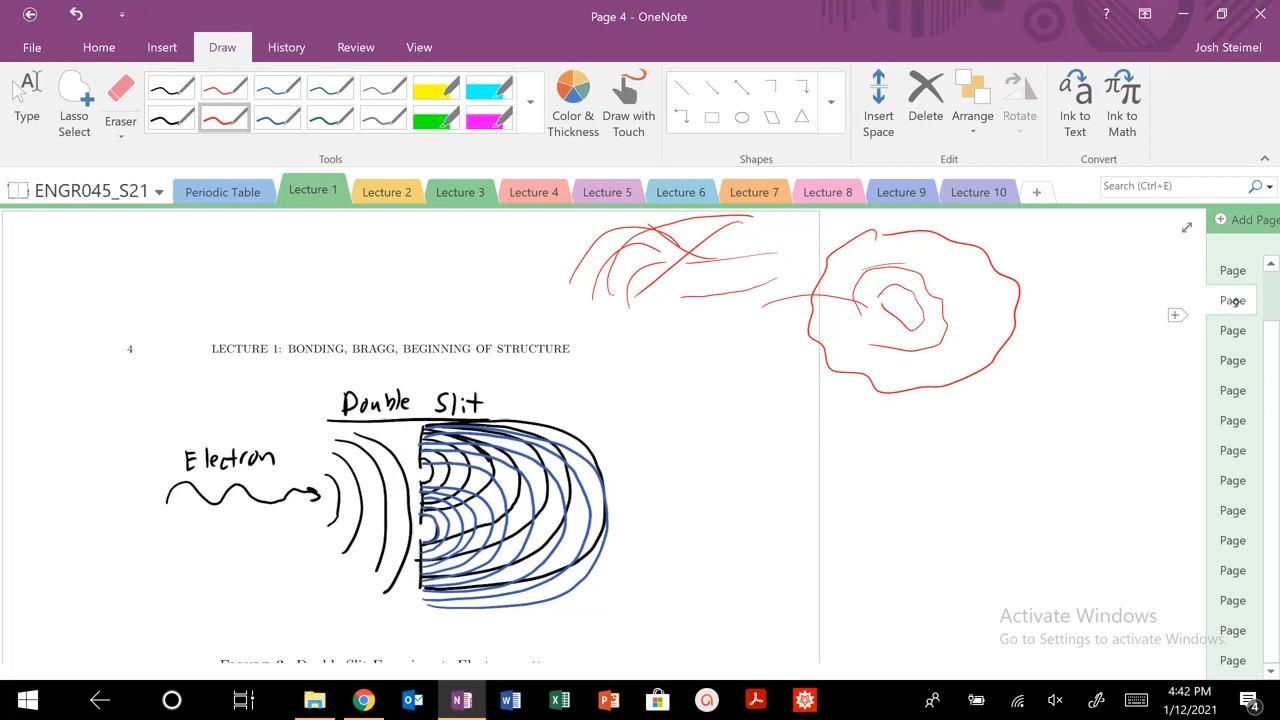 Page 4 - OneNote
File Home Insert Draw History Review View Josh Steimel
Type
Lasso Select
Eraser
Color & Thickness
Draw with Touch
Insert Space
Delete
Arrange
Rotate
Ink to Text
Ink to Math
Tools Shapes Edit Convert
ENGR045_S21 Periodic Table Lecture 1 Lecture 2 Lecture 3 Lecture 4 Lecture 5 Lecture 6 Lecture 7 Lecture 8 Lecture 9 Lecture 10 Search (Ctrl+E)
Add Page
Page
Page
Page
Page
Page
Page
Page
Page
Page
Page
Page
Page
Page
Page
4 LECTURE 1: BONDING, BRAGG, BEGINNING OF STRUCTURE
Double Slit
Electron
Activate Windows
Go to Settings to activate Windows.
4:42 PM
1/12/2021
4